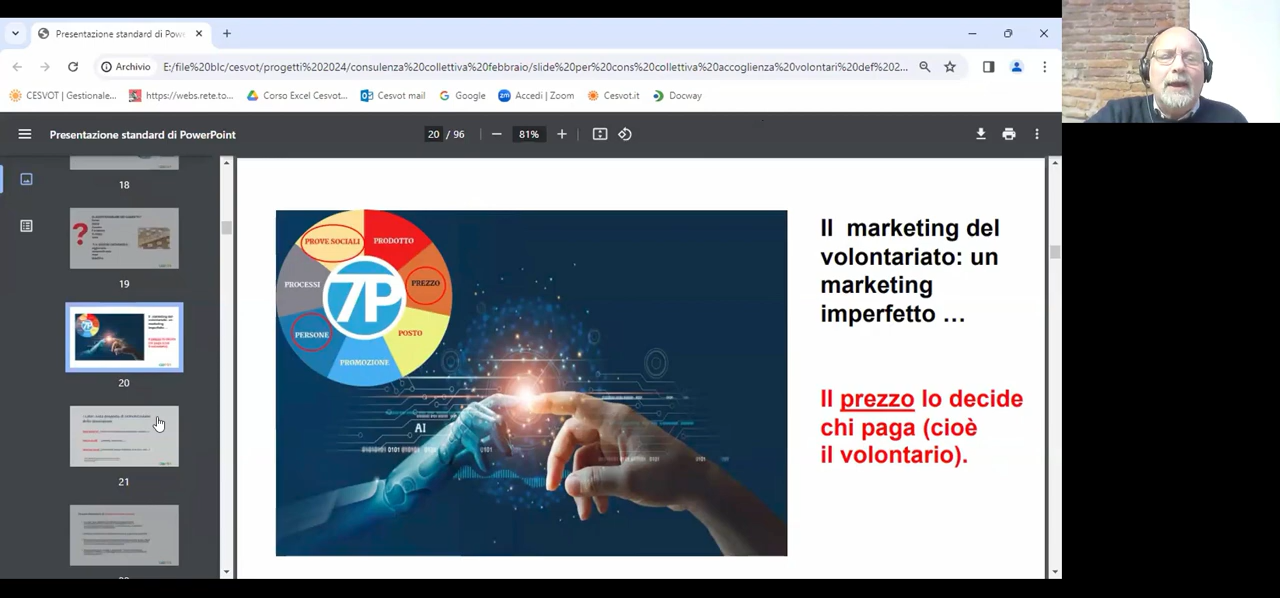 Presentazione standard di Pow
Archivio
E:/file%20blc/cesvot/progetti%202024/consulenza%20collettiva%20febbraio/slide%20per%20cons%20collettiva%20accoglienza%20volontari%20def%202...
CESVOT | Gestionale...
https://webs.rete.to...
Corso Excel Cesvot...
Cesvot mail
Google
Accedi | Zoom
Cesvot.it
Docway
Presentazione standard di PowerPoint
20 / 96
81%
18
19
20
21
PROVE SOCIALI
PRODOTTO
PROCESSI
7P
PREZZO
PERSONE
POSTO
PROMOZIONE
AI
Il marketing del
volontariato: un
marketing
imperfetto …
Il prezzo lo decide
chi paga (cioè
il volontario).